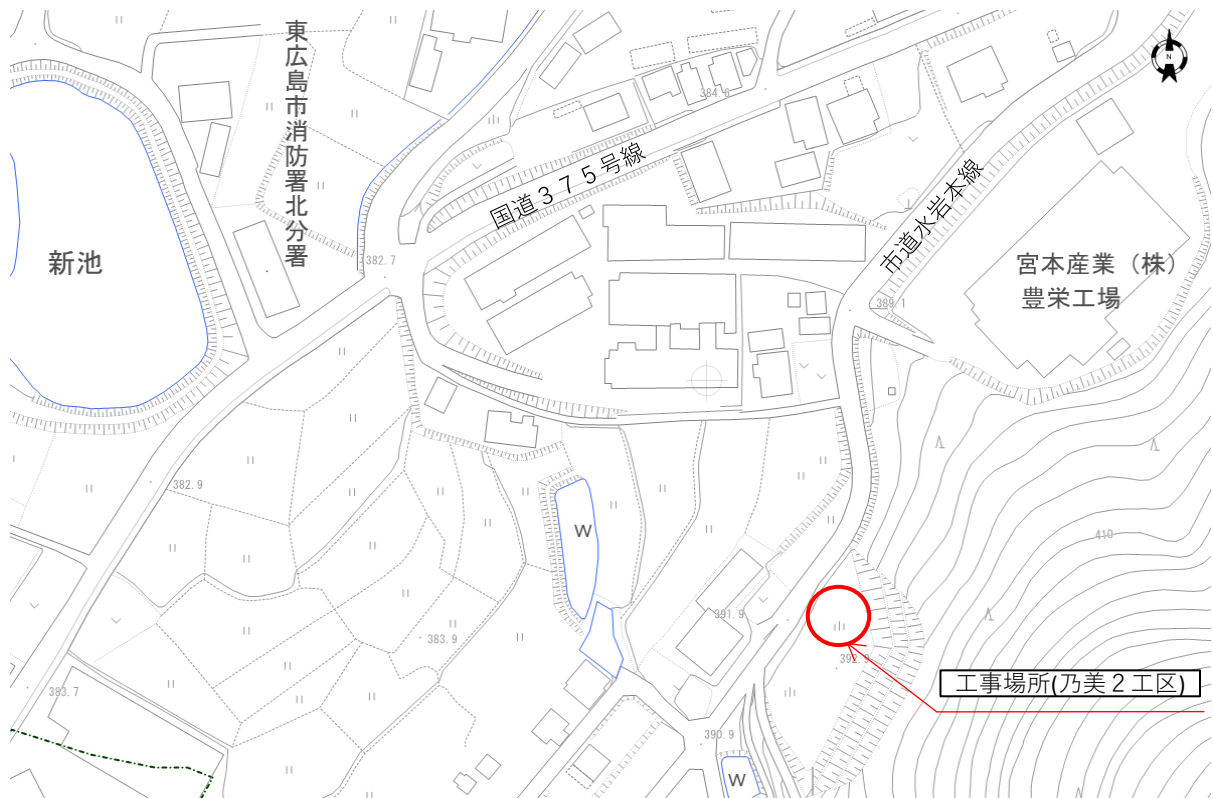 東広島市消防署北分署
N
384.6
国道３７５号線
市道水岩本線
新池
382.7
宮本産業（株）
豊栄工場
389.1
382.9
W
410
391.9
383.9
392.9
工事場所(乃美２工区)
383.7
390.9
W